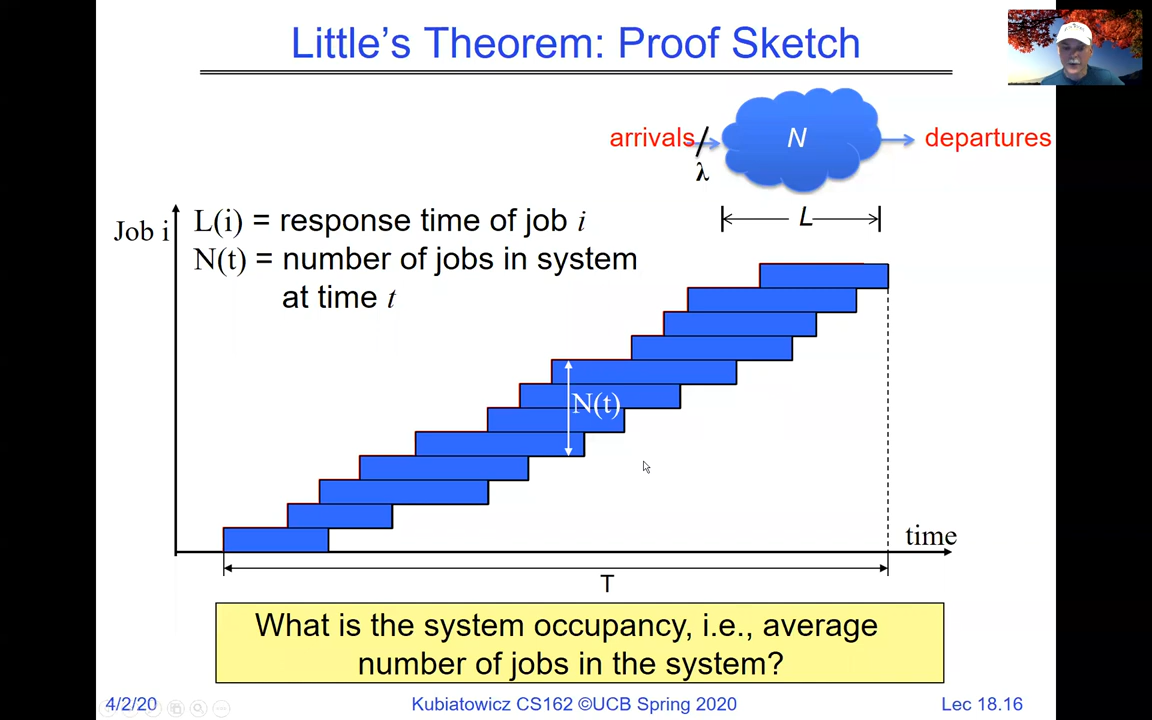 Little's Theorem: Proof Sketch
arrivals
N
departures
λ
L
Job i
L(i) = response time of job i
N(t) = number of jobs in system
at time t
N(t)
time
T
What is the system occupancy, i.e., average
number of jobs in the system?
4/2/20
Kubiatowicz CS162 ©UCB Spring 2020
Lec 18.16